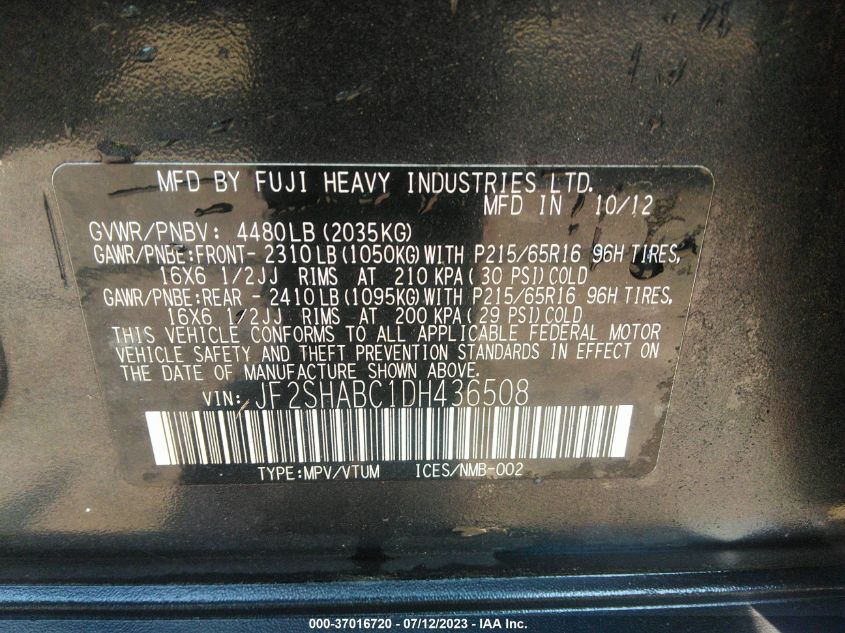 MFD BY FUJI HEAVY INDUSTRIES LTD.
MFD IN 10/12
GVWR/PNBV: 4480LB(2035KG)
GAWR/PNBE:FRONT- 2310LB(1050KG)WITH P215/65R16 96H TIRES,
16X6 1/2JJ RIMS AT 210 KPA(30 PSI)COLD
GAWR/PNBE:REAR - 2410LB(1095KG)WITH P215/65R16 96H TIRES,
16X6 1/2JJ RIMS AT 200 KPA(29 PSI)COLD
THIS VEHICLE CONFORMS TO ALL APPLICABLE FEDERAL MOTOR
VEHICLE SAFETY AND THEFT PREVENTION STANDARDS IN EFFECT ON
THE DATE OF MANUFACTURE SHOWN ABOVE.
VIN: JF2SHABC1DH436508
TYPE:MPV/VTUM ICES/NMB-002
000-37016720 - 07/12/2023 - IAA Inc.